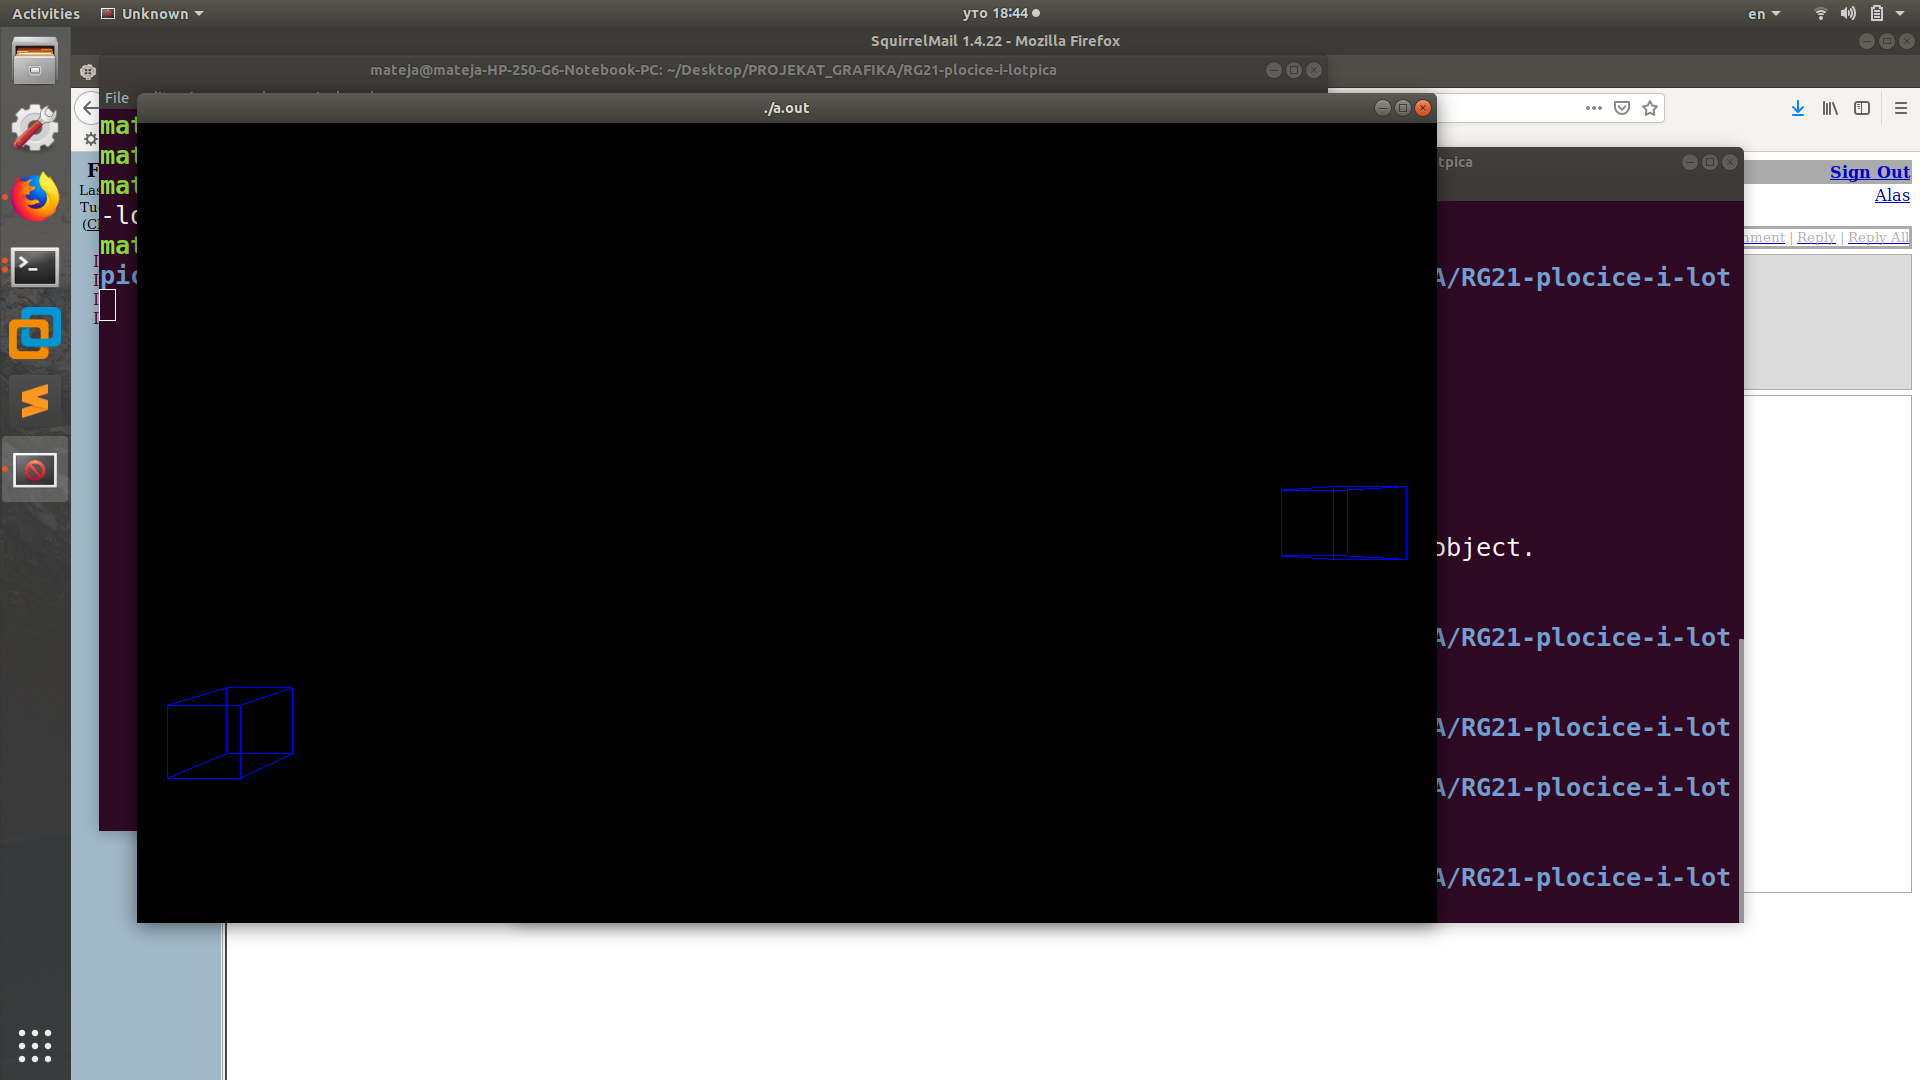 Activities
Unknown
уто 18:44
en
SquirrelMail 1.4.22 - Mozilla Firefox
mateja@mateja-HP-250-G6-Notebook-PC: ~/Desktop/PROJEKAT_GRAFIKA/RG21-plocice-i-lotpica
File
./a.out
mat
mat
mat
-lo
mat
pic
F
Las
Tu
(C
tpica
Sign Out
Alas
Reply | Reply All
A/RG21-plocice-i-lot
object.
A/RG21-plocice-i-lot
A/RG21-plocice-i-lot
A/RG21-plocice-i-lot
A/RG21-plocice-i-lot